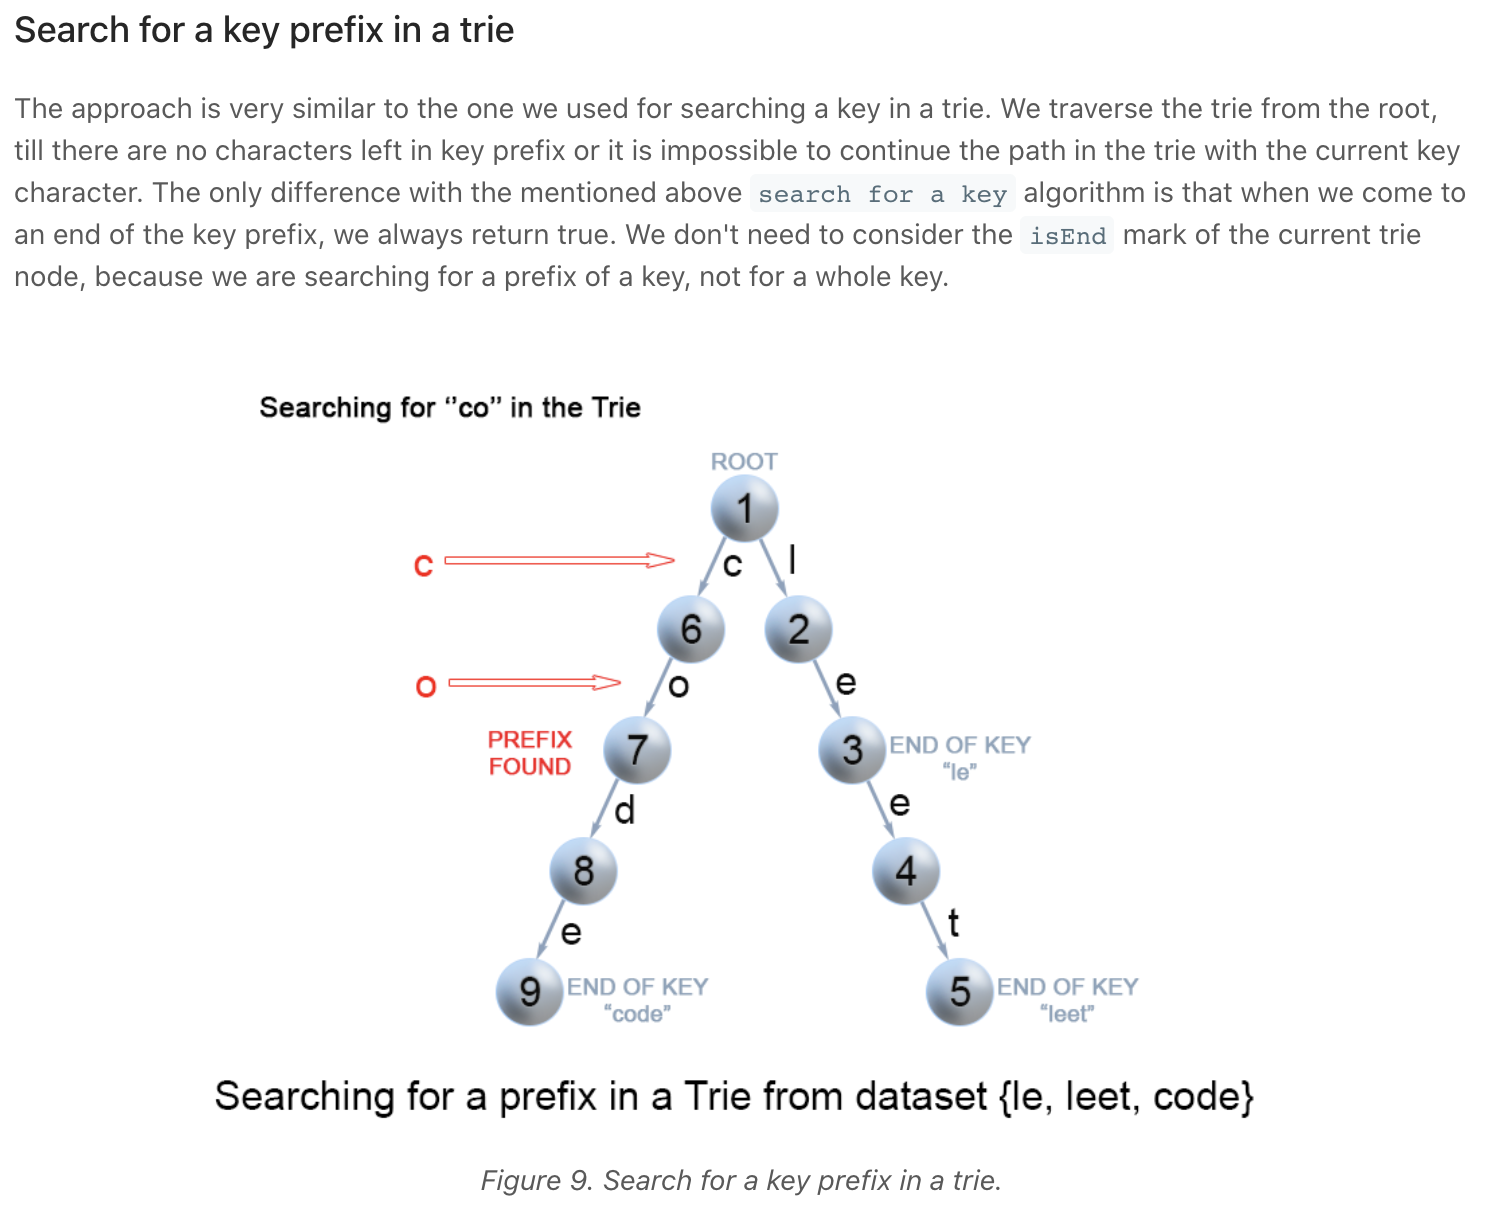 Search for a key prefix in a trie
The approach is very similar to the one we used for searching a key in a trie. We traverse the trie from the root,
till there are no characters left in key prefix or it is impossible to continue the path in the trie with the current key
character. The only difference with the mentioned above search for a key algorithm is that when we come to
an end of the key prefix, we always return true. We don't need to consider the isEnd mark of the current trie
node, because we are searching for a prefix of a key, not for a whole key.
Searching for ‘’co’’ in the Trie
ROOT
1
c
c
l
6
2
o
o
e
PREFIX
FOUND
7
3
END OF KEY
“le”
d
e
8
4
e
t
9
END OF KEY
“code”
5
END OF KEY
“leet”
Searching for a prefix in a Trie from dataset {le, leet, code}
Figure 9. Search for a key prefix in a trie.